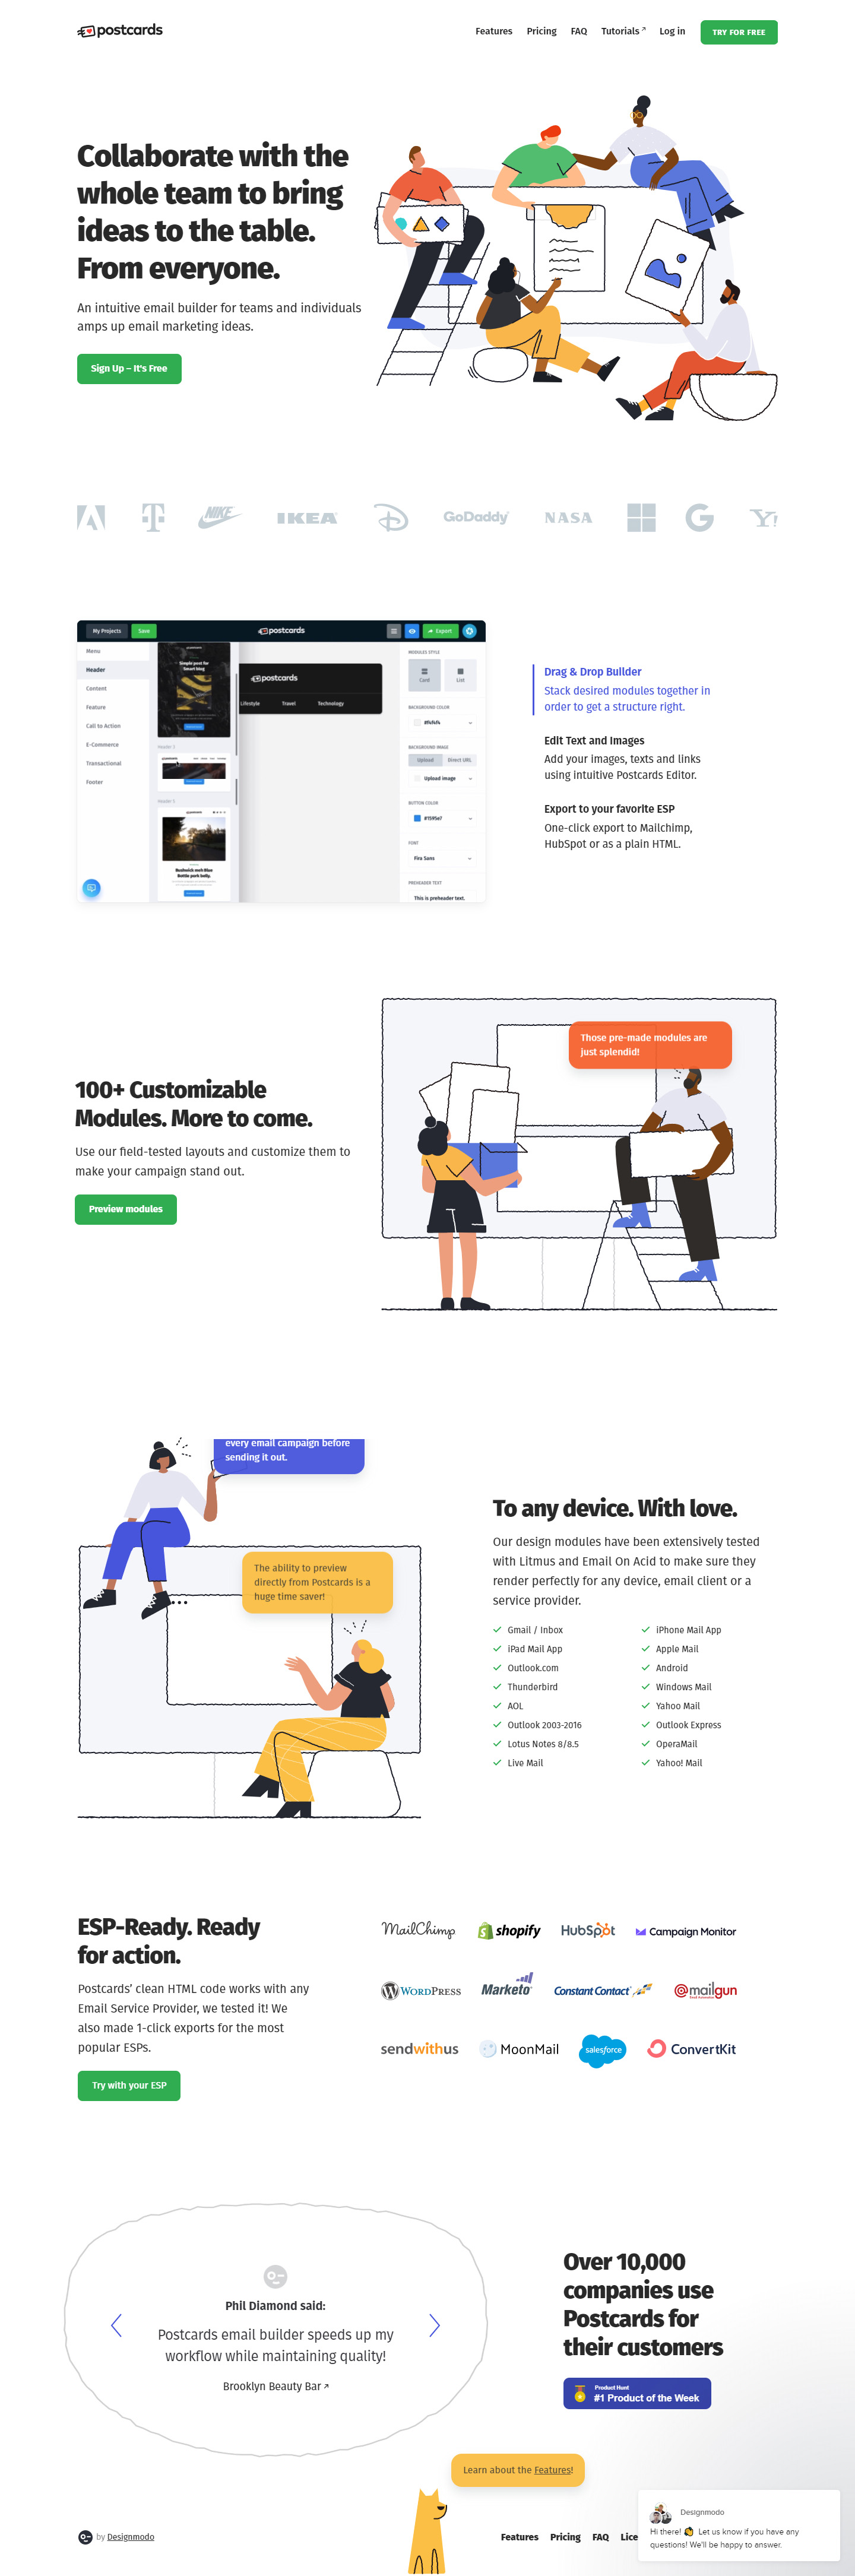 postcards
Features Pricing FAQ Tutorials ↗ Log in TRY FOR FREE
Collaborate with the
whole team to bring
ideas to the table.
From everyone.
An intuitive email builder for teams and individuals
amps up email marketing ideas.
Sign Up – It's Free
T NIKE IKEA GoDaddy NASA G Y!
My Projects Save postcards Export
Menu
Header
Content
Feature
Call to Action
E-Commerce
Transactional
Footer
Simple post for
Smart blog
Header 3
Header 5
Bushwick meh Blue
Bottle pork belly.
postcards
Lifestyle Travel Technology
MODULES STYLE
Card List
BACKGROUND COLOR
#f4f4f4
BACKGROUND IMAGE
Upload Direct URL
Upload image
BUTTON COLOR
#1595e7
FONT
Fira Sans
PREHEADER TEXT
This is preheader text.
Drag & Drop Builder
Stack desired modules together in
order to get a structure right.
Edit Text and Images
Add your images, texts and links
using intuitive Postcards Editor.
Export to your favorite ESP
One-click export to Mailchimp,
HubSpot or as a plain HTML.
100+ Customizable
Modules. More to come.
Use our field-tested layouts and customize them to
make your campaign stand out.
Preview modules
Those pre-made modules are
just splendid!
every email campaign before
sending it out.
The ability to preview
directly from Postcards is a
huge time saver!
To any device. With love.
Our design modules have been extensively tested
with Litmus and Email On Acid to make sure they
render perfectly for any device, email client or a
service provider.
Gmail / Inbox
iPad Mail App
Outlook.com
Thunderbird
AOL
Outlook 2003-2016
Lotus Notes 8/8.5
Live Mail
iPhone Mail App
Apple Mail
Android
Windows Mail
Yahoo Mail
Outlook Express
OperaMail
Yahoo! Mail
ESP-Ready. Ready
for action.
Postcards’ clean HTML code works with any
Email Service Provider, we tested it! We
also made 1-click exports for the most
popular ESPs.
Try with your ESP
MailChimp shopify HubSpot Campaign Monitor
WORDPRESS Marketo Constant Contact mailgun
sendwithus MoonMail salesforce ConvertKit
Phil Diamond said:
Postcards email builder speeds up my
workflow while maintaining quality!
Brooklyn Beauty Bar ↗
Over 10,000
companies use
Postcards for
their customers
Product Hunt
#1 Product of the Week
Learn about the Features!
by Designmodo
Features Pricing FAQ Lice
Designmodo
Hi there! 👋 Let us know if you have any
questions! We'll be happy to answer.